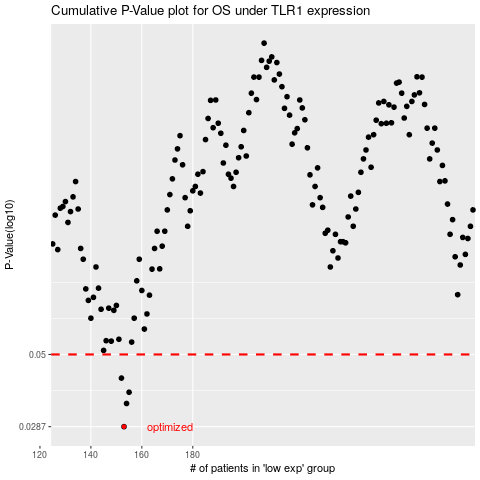 Cumulative P-Value plot for OS under TLR1 expression
P-Value(log10)
0.05
0.0287
optimized
120 140 160 180
# of patients in 'low exp' group